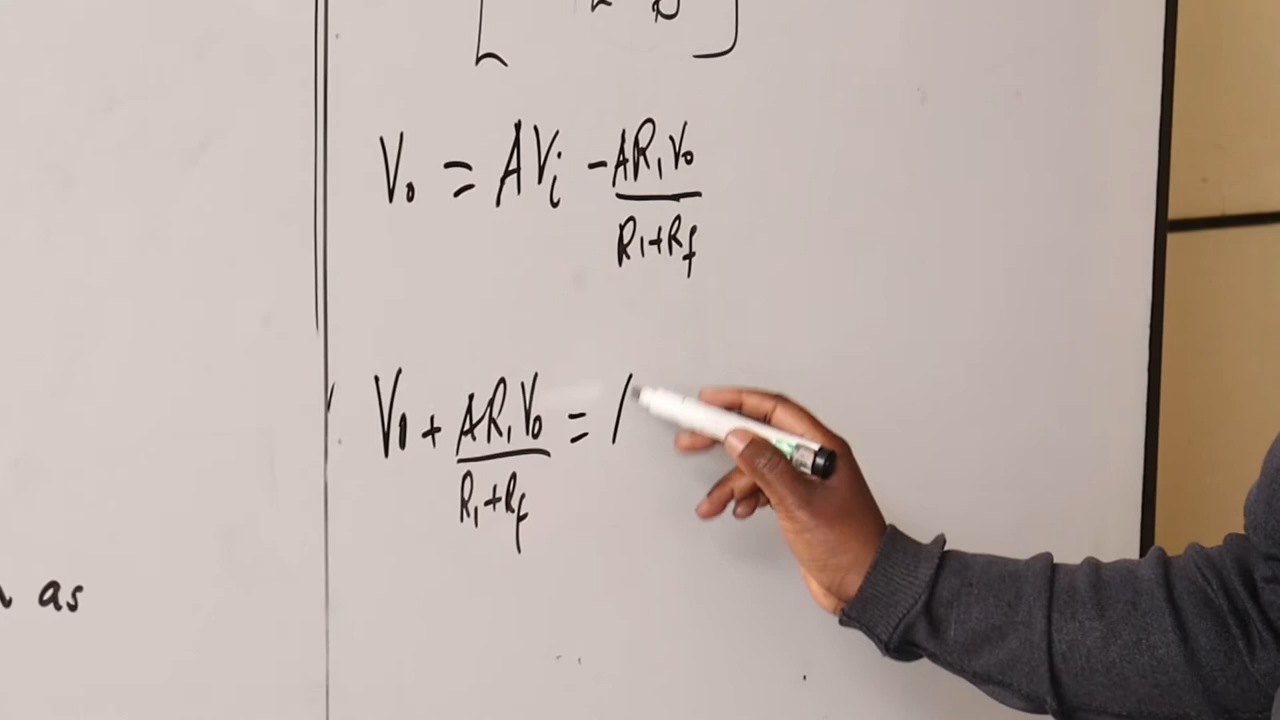 V₀ = AVᵢ - AR₁V₀ / R₁+R_f
V₀ + AR₁V₀ / R₁+R_f =
as